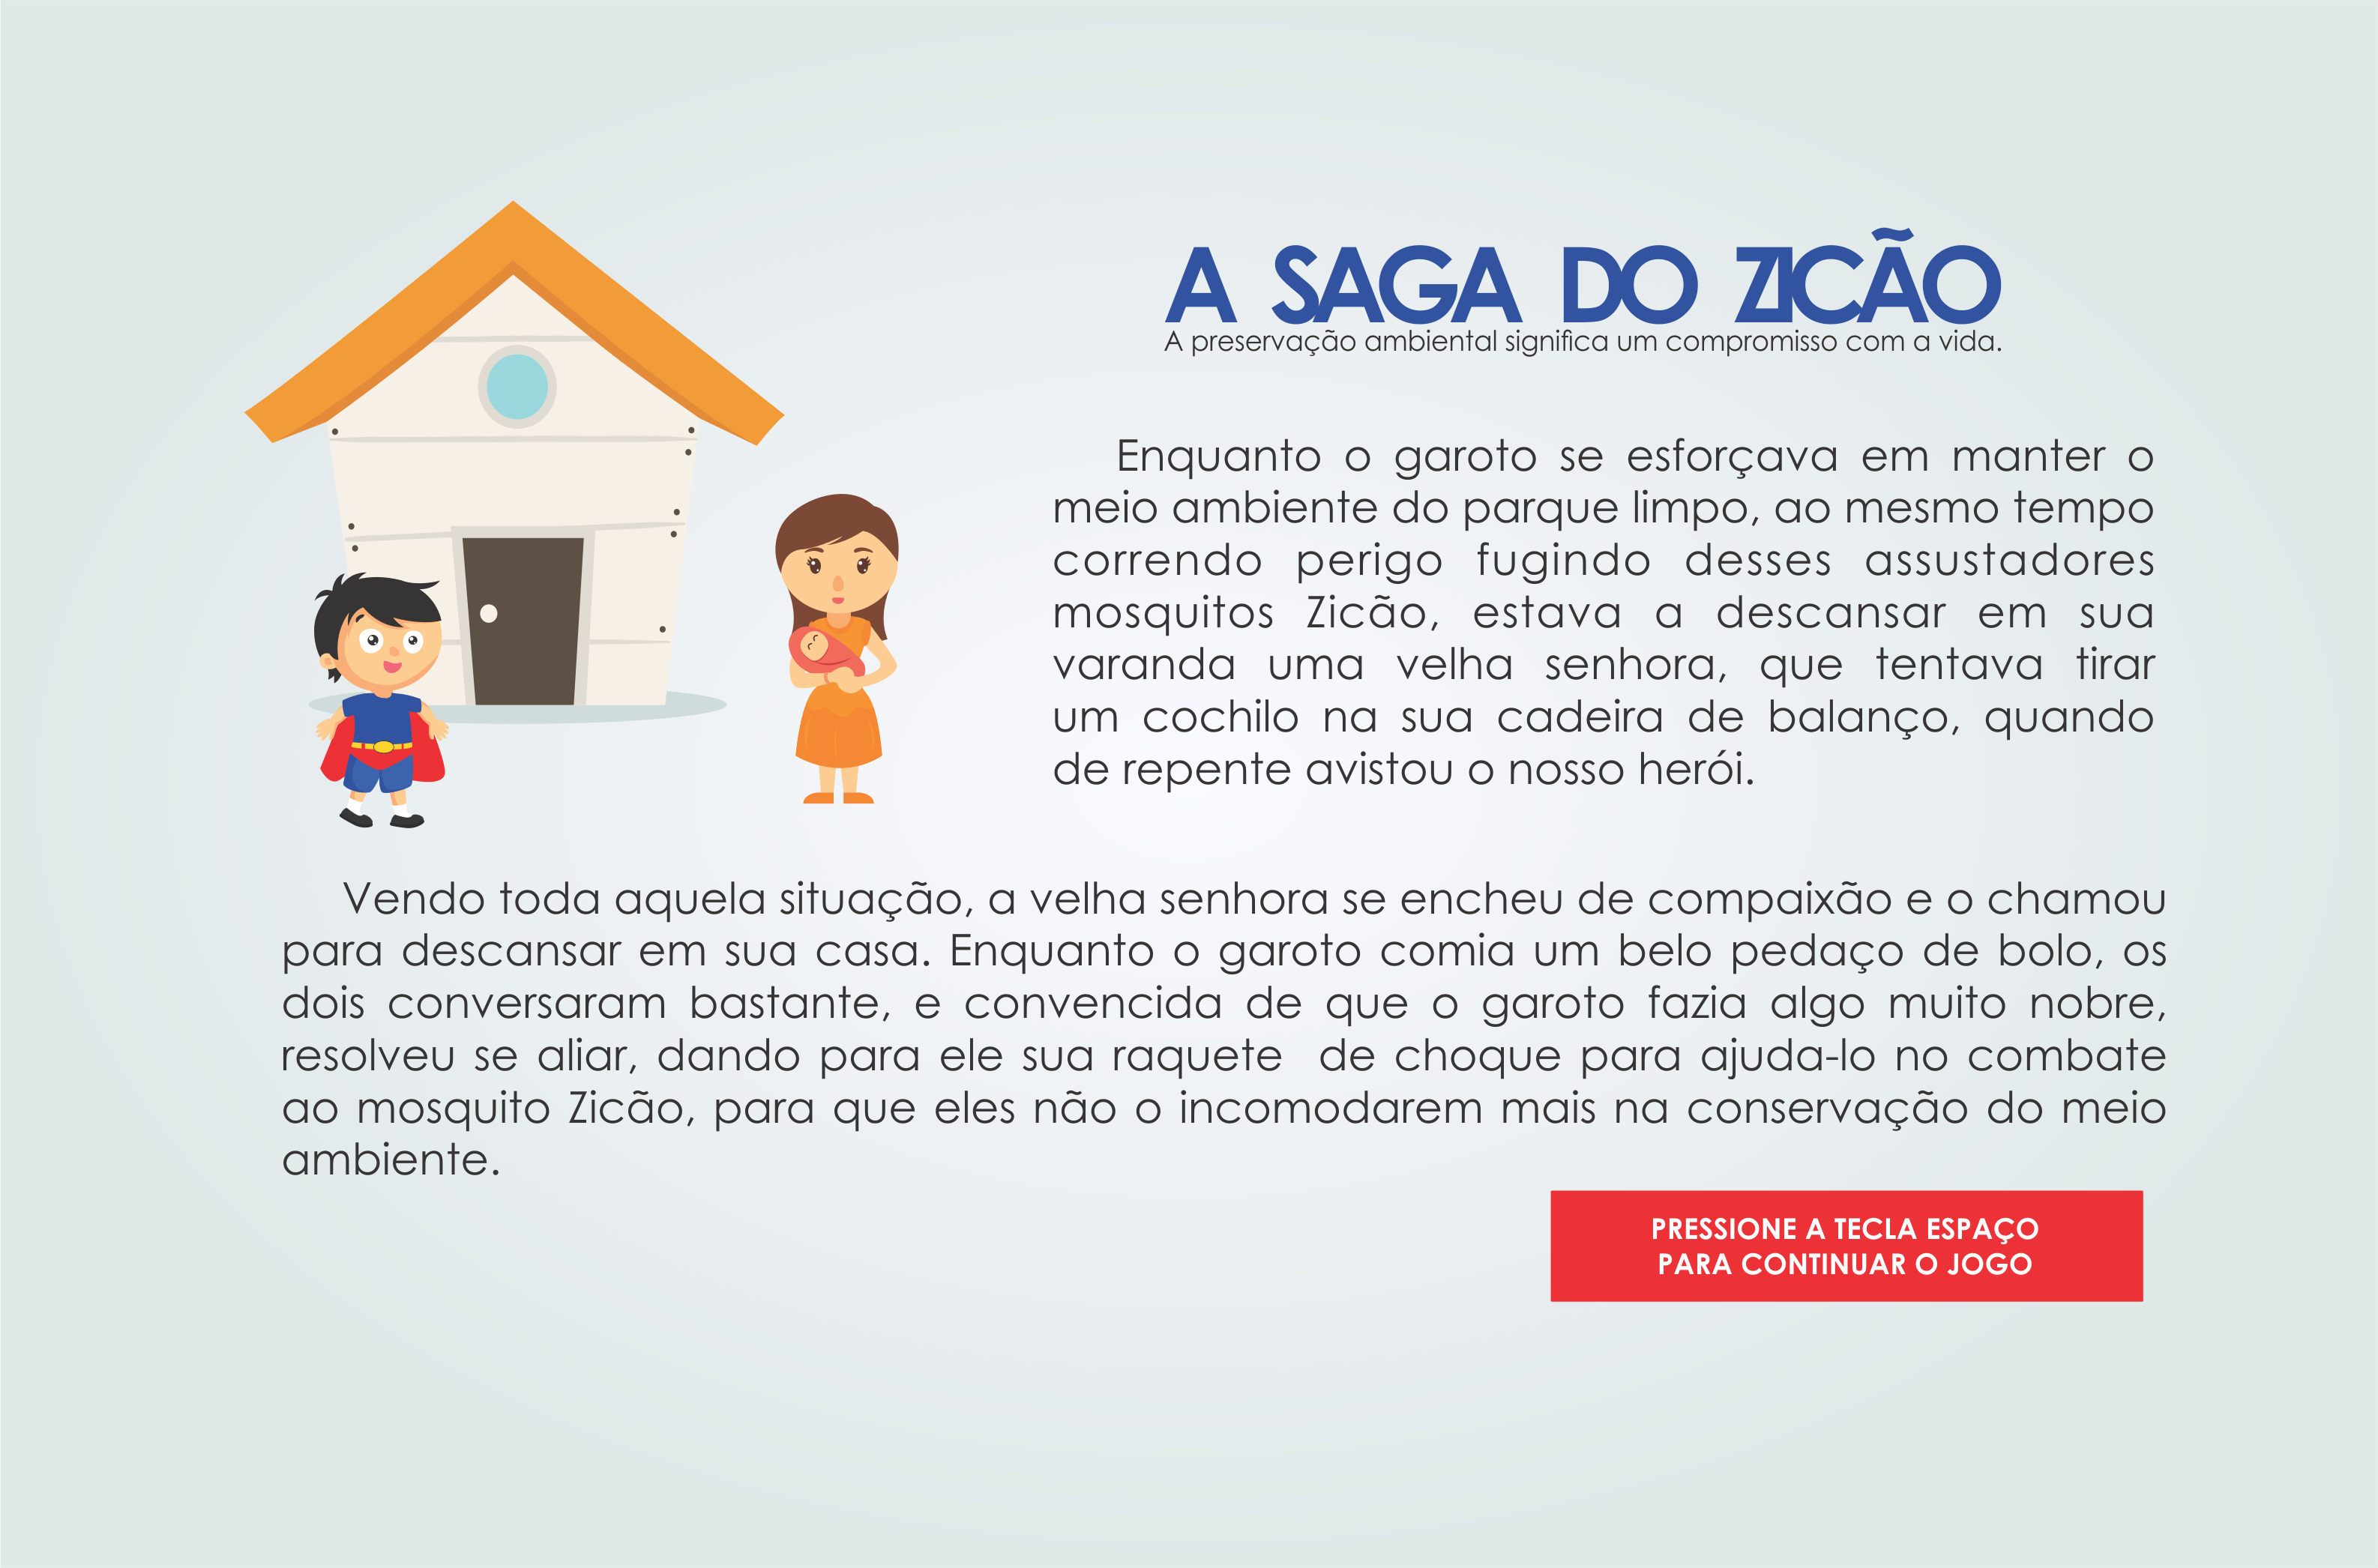 A SAGA DO ZICÃO
A preservação ambiental significa um compromisso com a vida.
Enquanto o garoto se esforçava em manter o
meio ambiente do parque limpo, ao mesmo tempo
correndo perigo fugindo desses assustadores
mosquitos Zicão, estava a descansar em sua
varanda uma velha senhora, que tentava tirar
um cochilo na sua cadeira de balanço, quando
de repente avistou o nosso herói.
Vendo toda aquela situação, a velha senhora se encheu de compaixão e o chamou
para descansar em sua casa. Enquanto o garoto comia um belo pedaço de bolo, os
dois conversaram bastante, e convencida de que o garoto fazia algo muito nobre,
resolveu se aliar, dando para ele sua raquete  de choque para ajuda-lo no combate
ao mosquito Zicão, para que eles não o incomodarem mais na conservação do meio
ambiente.
PRESSIONE A TECLA ESPAÇO
PARA CONTINUAR O JOGO